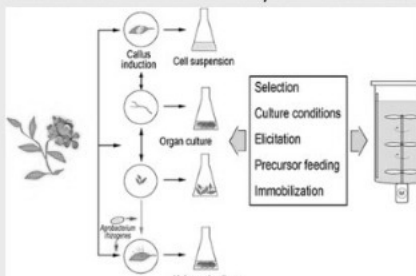 Callus
induction
Cell suspension
Organ culture
Agrobacterium
rhizogenes
Selection
Culture conditions
Elicitation
Precursor feeding
Immobilization